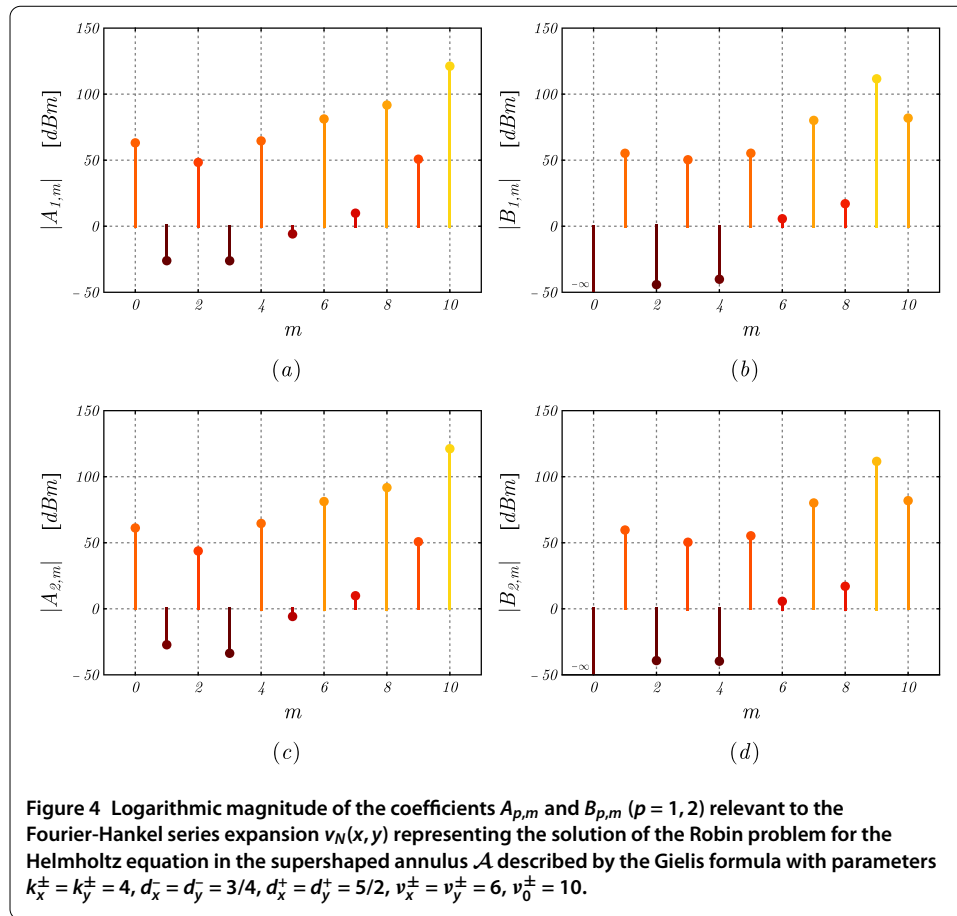 150
100
50
0
−50
|A1,m| [dBm]
0 2 4 6 8 10
m
(a)
150
100
50
0
−50
|B1,m| [dBm]
−∞
0 2 4 6 8 10
m
(b)
150
100
50
0
−50
|A2,m| [dBm]
0 2 4 6 8 10
m
(c)
150
100
50
0
−50
|B2,m| [dBm]
−∞
0 2 4 6 8 10
m
(d)
Figure 4 Logarithmic magnitude of the coefficients Ap,m and Bp,m (p = 1, 2) relevant to the
Fourier-Hankel series expansion vN(x, y) representing the solution of the Robin problem for the
Helmholtz equation in the supershaped annulus 𝒜 described by the Gielis formula with parameters
kx± = ky± = 4, dx− = dy− = 3/4, dx+ = dy+ = 5/2, νx± = νy± = 6, ν0± = 10.